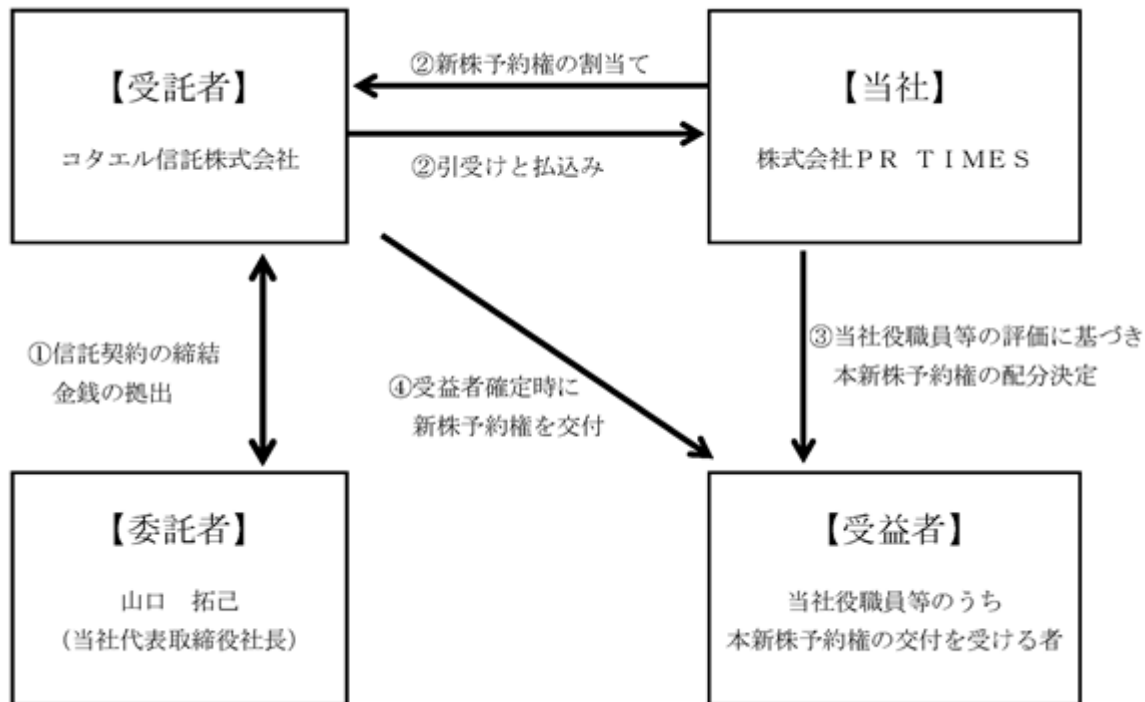 【受託者】
コタエル信託株式会社
②新株予約権の割当て
②引受けと払込み
【当社】
株式会社ＰＲ　ＴＩＭＥＳ
①信託契約の締結
金銭の拠出
④受益者確定時に
新株予約権を交付
③当社役職員等の評価に基づき
本新株予約権の配分決定
【委託者】
山口　拓己
（当社代表取締役社長）
【受益者】
当社役職員等のうち
本新株予約権の交付を受ける者